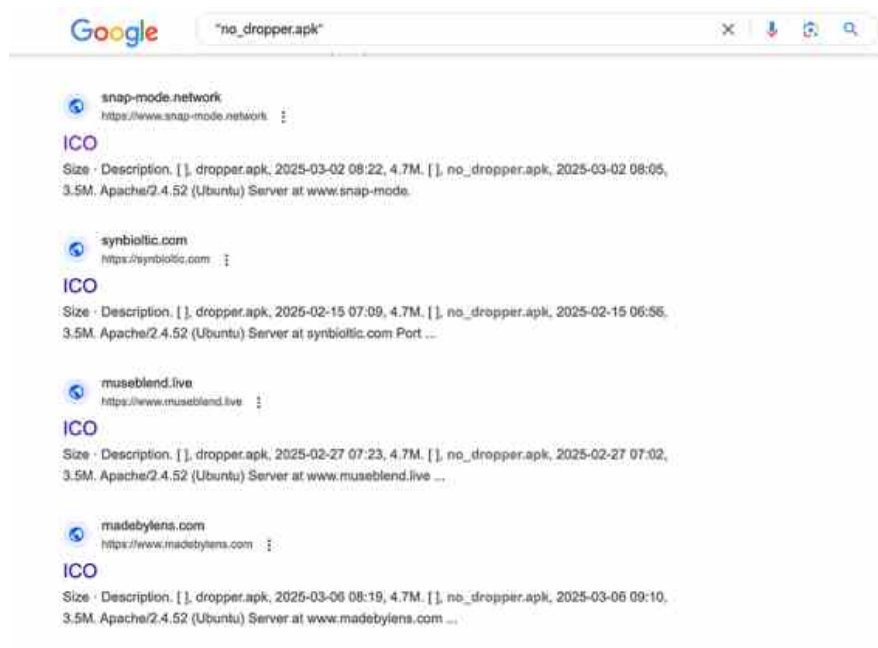 Google
"no_dropper.apk"
snap-mode.network
https://www.snap-mode.network
ICO
Size · Description. [ ], dropper.apk, 2025-03-02 08:22, 4.7M. [ ], no_dropper.apk, 2025-03-02 08:05,
3.5M. Apache/2.4.52 (Ubuntu) Server at www.snap-mode.
synbioltic.com
https://synbioltic.com
ICO
Size · Description. [ ], dropper.apk, 2025-02-15 07:09, 4.7M. [ ], no_dropper.apk, 2025-02-15 06:56,
3.5M. Apache/2.4.52 (Ubuntu) Server at synbioltic.com Port ...
museblend.live
https://www.museblend.live
ICO
Size · Description. [ ], dropper.apk, 2025-02-27 07:23, 4.7M. [ ], no_dropper.apk, 2025-02-27 07:02,
3.5M. Apache/2.4.52 (Ubuntu) Server at www.museblend.live ...
madebylens.com
https://www.madebylens.com
ICO
Size · Description. [ ], dropper.apk, 2025-03-06 08:19, 4.7M. [ ], no_dropper.apk, 2025-03-06 09:10,
3.5M. Apache/2.4.52 (Ubuntu) Server at www.madebylens.com ...